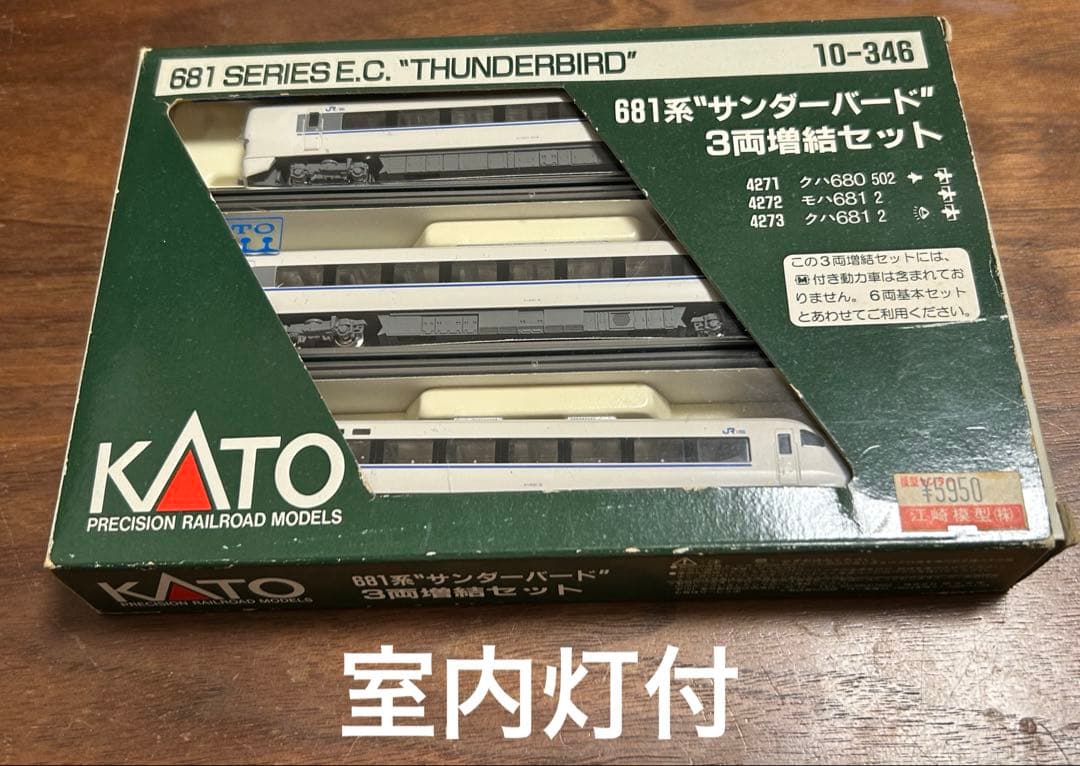 681 SERIES E.C. "THUNDERBIRD"
10-346
681系"サンダーバード"
3両増結セット
4271 クハ680 502
4272 モハ681 2
4273 クハ681 2
この3両増結セットには、
M付き動力車は含まれてお
りません。6両基本セット
とあわせてご利用ください。
JR
JR
KATO
PRECISION RAILROAD MODELS
¥5950
江崎模型(株)
KATO
PRECISION RAILROAD MODELS
681系"サンダーバード"
3両増結セット
室内灯付